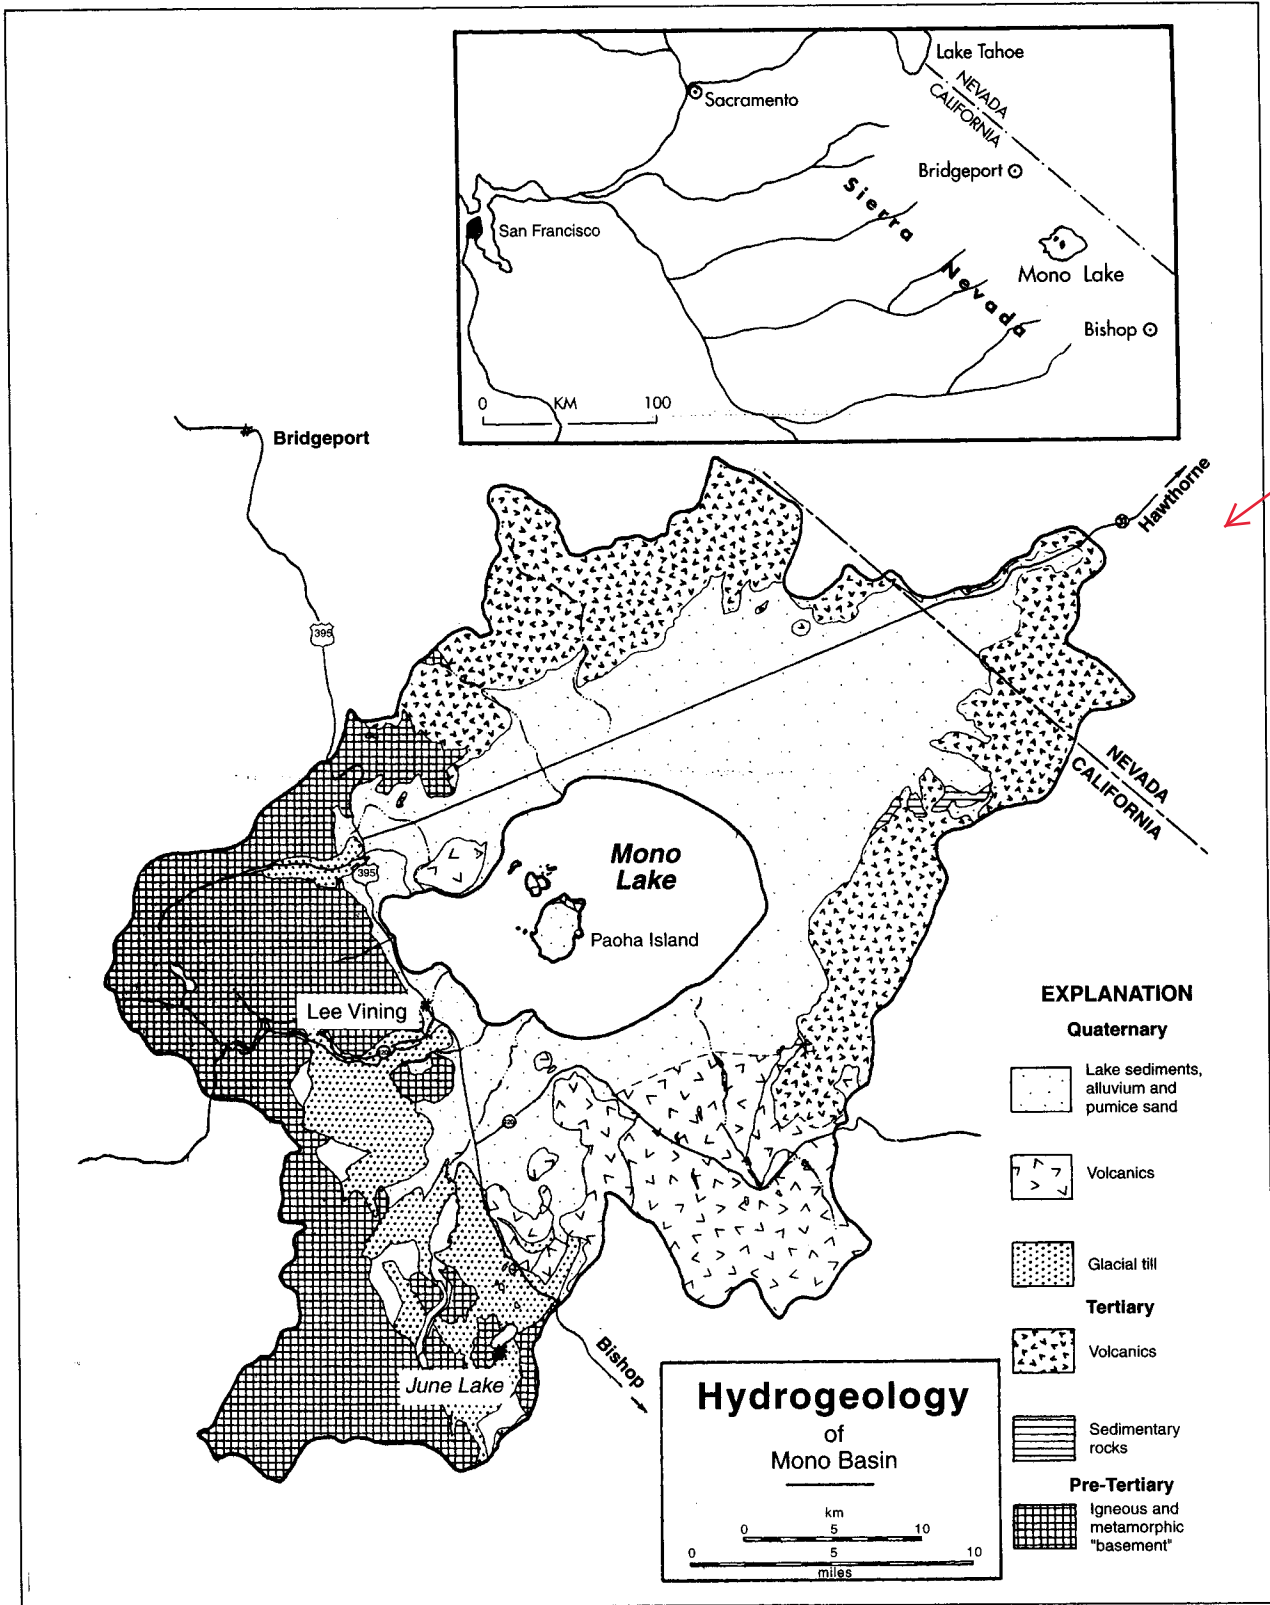 Lake Tahoe
NEVADA
CALIFORNIA
Sacramento
Bridgeport
Sierra
San Francisco
Mono Lake
Nevada
Bishop
0 KM 100
Bridgeport
Hawthorne
395
NEVADA
CALIFORNIA
Mono
Lake
395
Paoha Island
Lee Vining
120
EXPLANATION
Quaternary
Lake sediments,
alluvium and
pumice sand
Volcanics
Glacial till
Tertiary
Volcanics
Sedimentary
rocks
Pre-Tertiary
Igneous and
metamorphic
"basement"
June Lake
Bishop
Hydrogeology
of
Mono Basin
km
0 5 10
0 5 10
miles